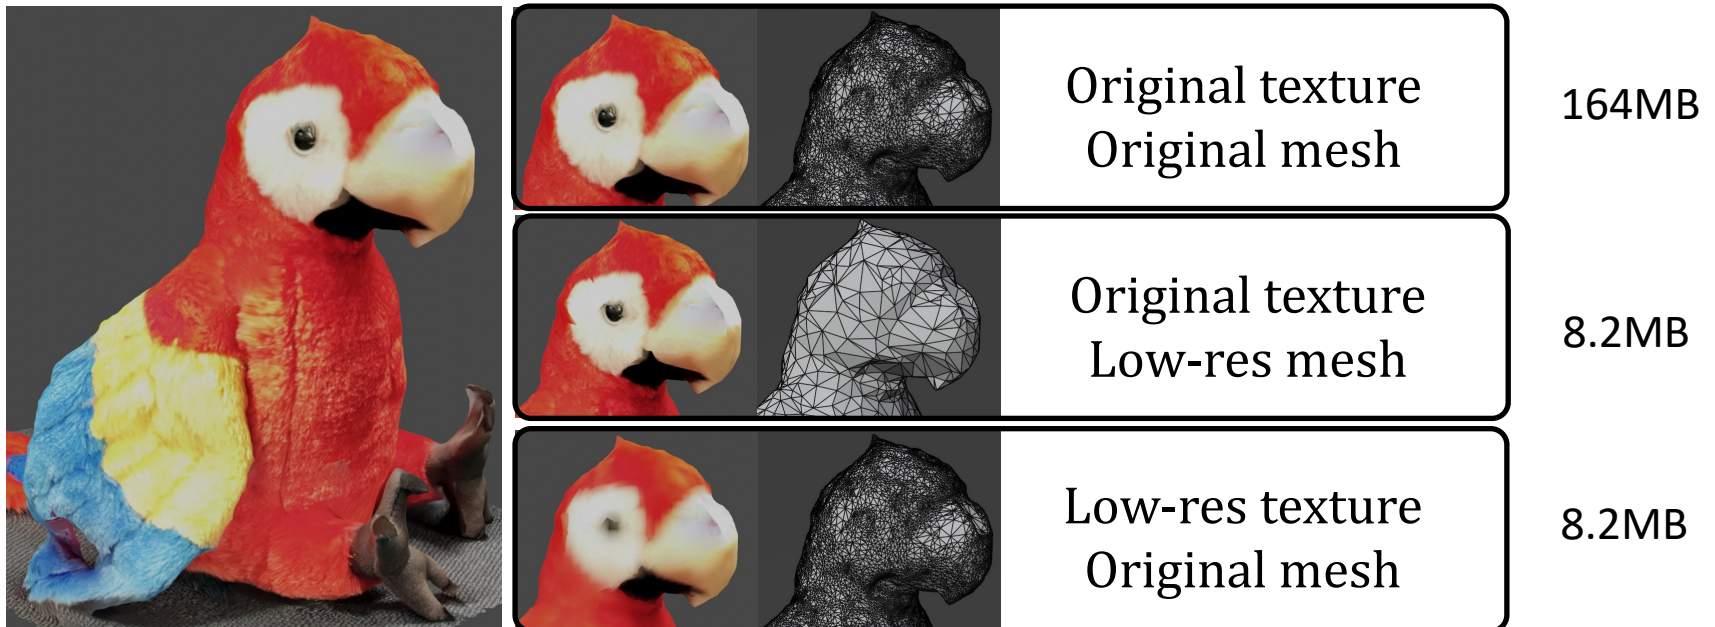 Original texture
Original mesh
164MB
Original texture
Low-res mesh
8.2MB
Low-res texture
Original mesh
8.2MB